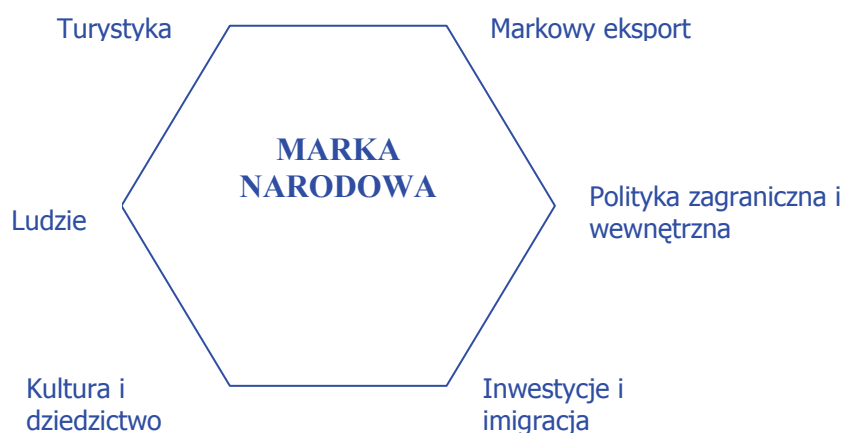 Turystyka
Markowy eksport
MARKA
NARODOWA
Ludzie
Polityka zagraniczna i
wewnętrzna
Kultura i
dziedzictwo
Inwestycje i
imigracja